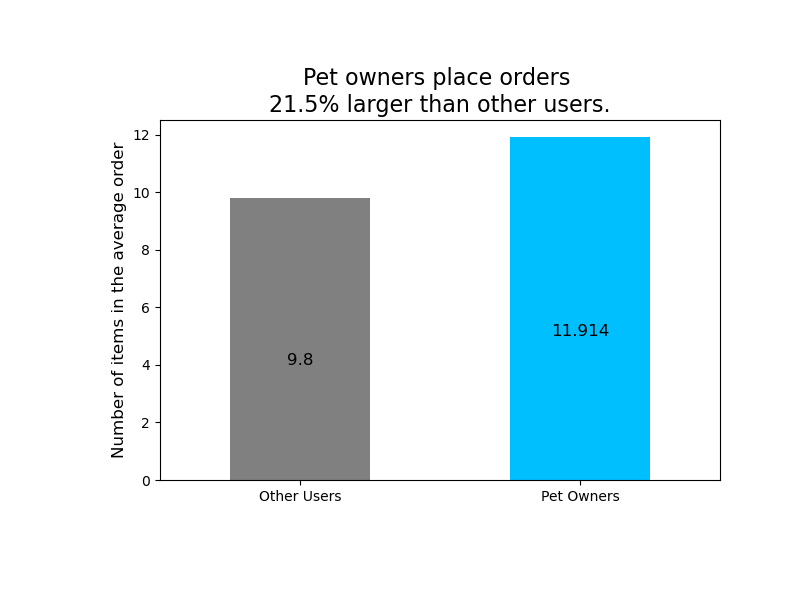 Pet owners place orders
21.5% larger than other users.
Number of items in the average order
12
10
8
6
4
2
0
9.8
11.914
Other Users
Pet Owners